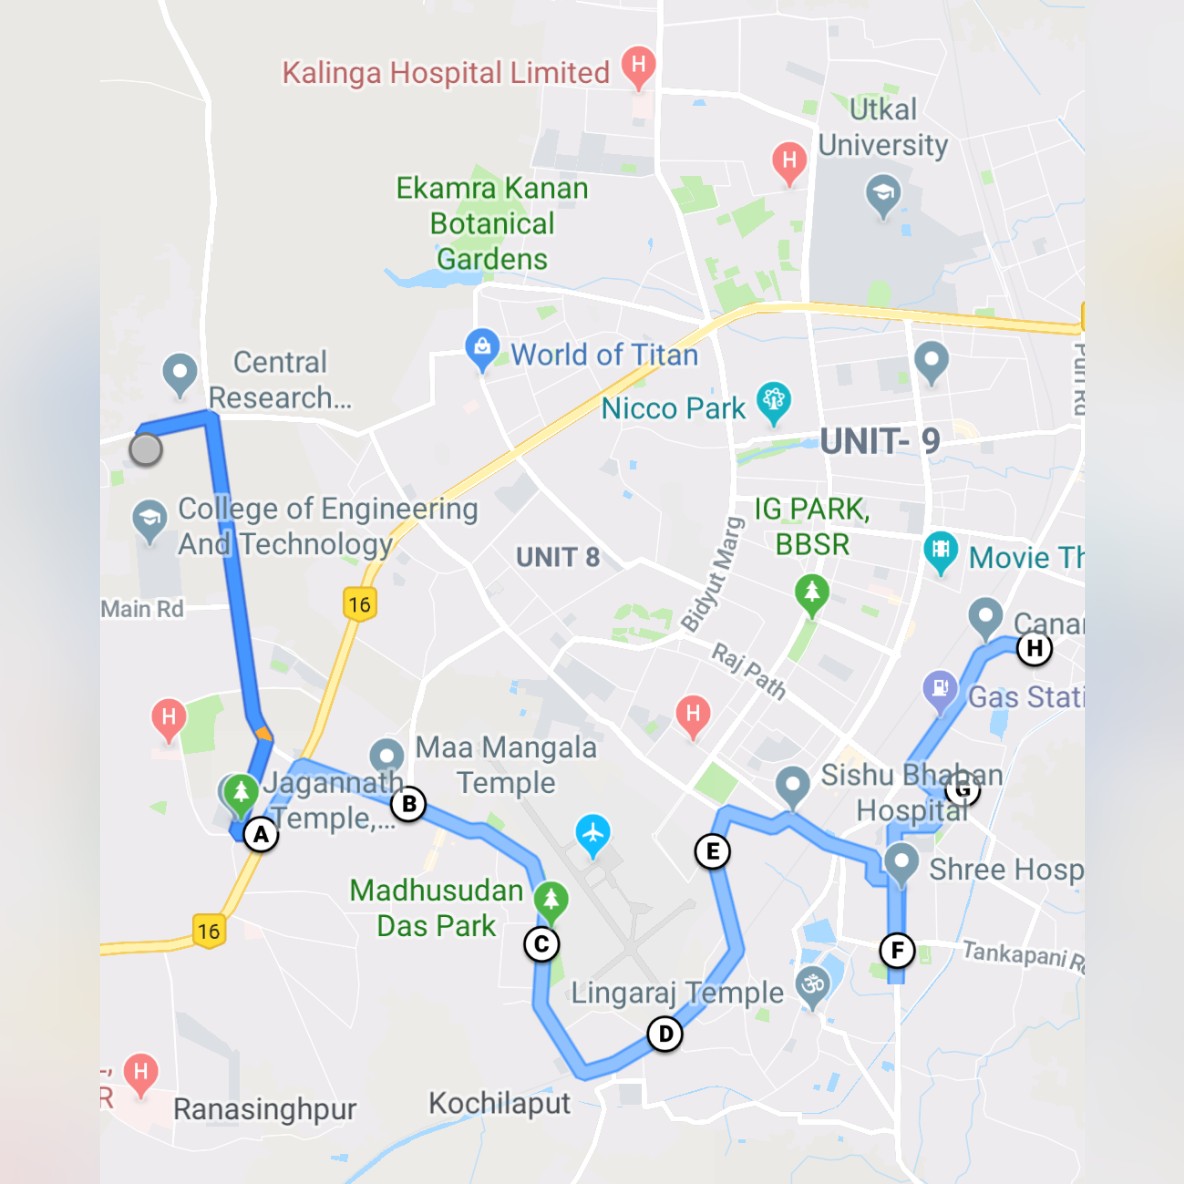 Kalinga Hospital Limited
H
Utkal
University
H
Ekamra Kanan
Botanical
Gardens
World of Titan
Central
Research...
Nicco Park
Puri Rd
UNIT- 9
College of Engineering
And Technology
IG PARK,
BBSR
UNIT 8
Bidyut Marg
Movie Th
16
Main Rd
Canar
H
Raj Path
Gas Stati
H
H
Maa Mangala
Temple
Jagannath
Temple,...
Sishu Bhaban
Hospital
G
B
A
E
Shree Hosp
Madhusudan
Das Park
16
C
F
Tankapani R
Lingaraj Temple
D
H
R
Ranasinghpur
Kochilaput